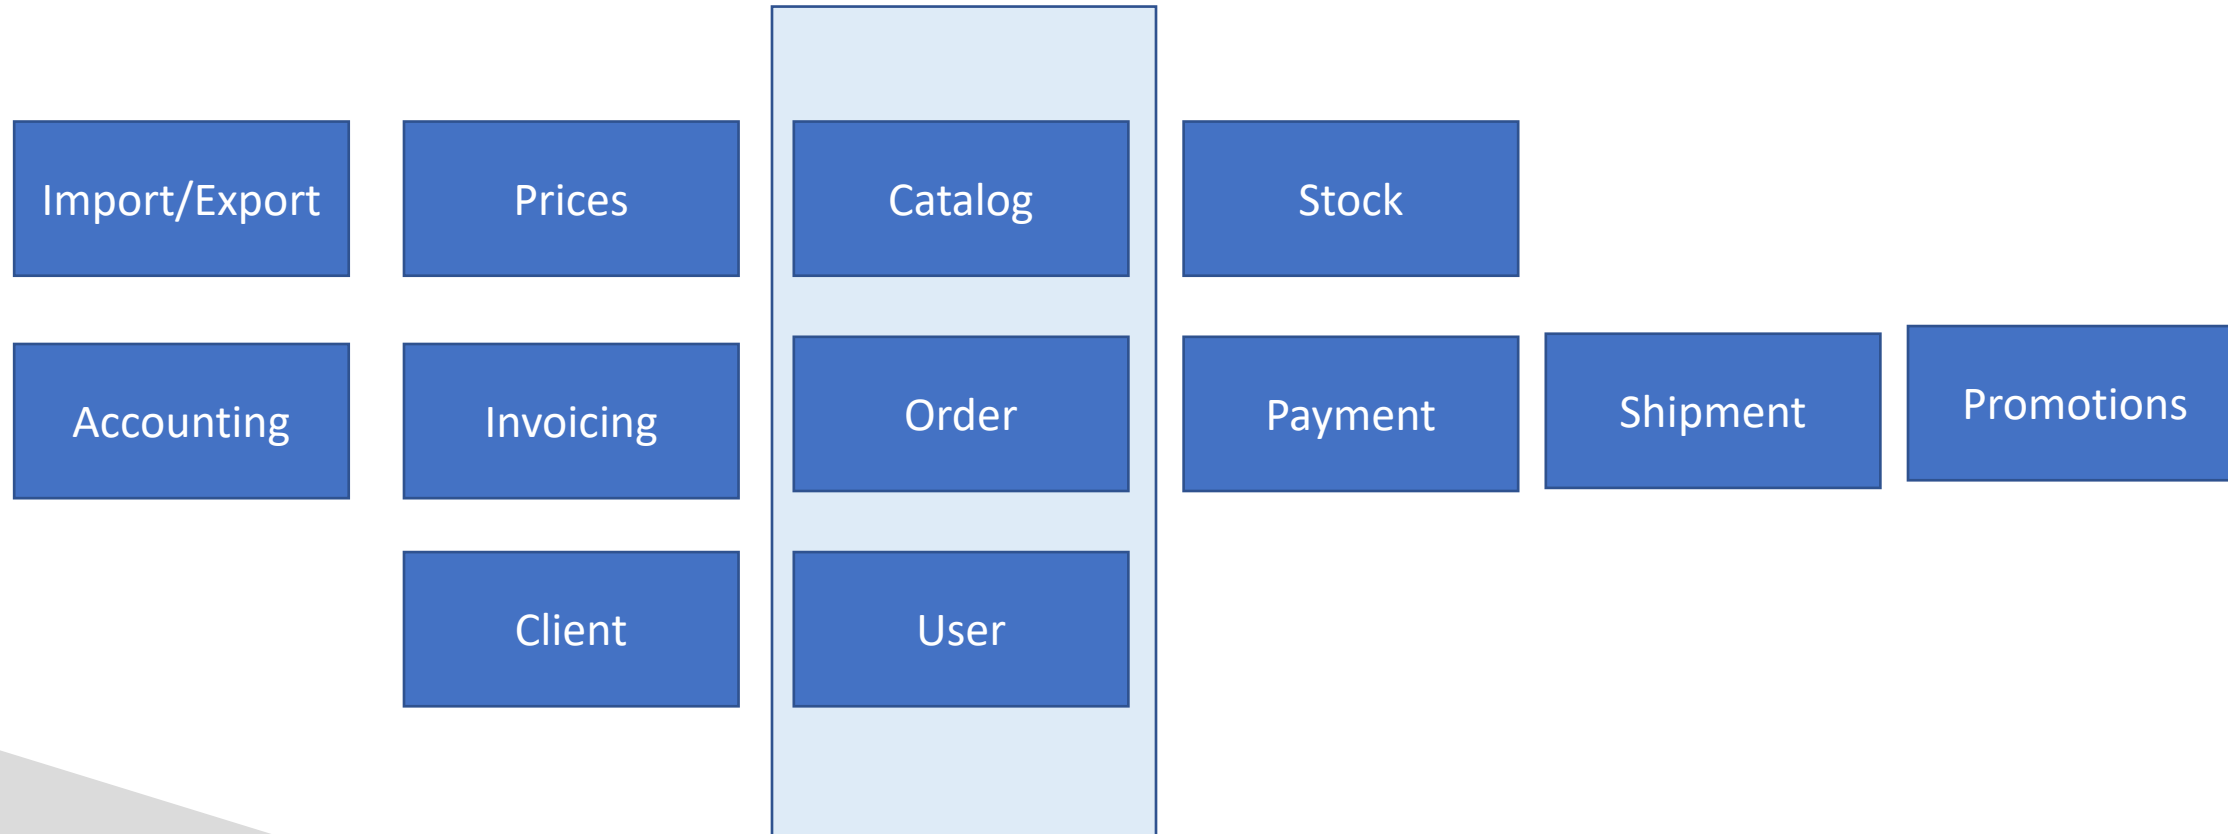 Import/Export
Prices
Catalog
Stock
Accounting
Invoicing
Order
Payment
Shipment
Promotions
Client
User